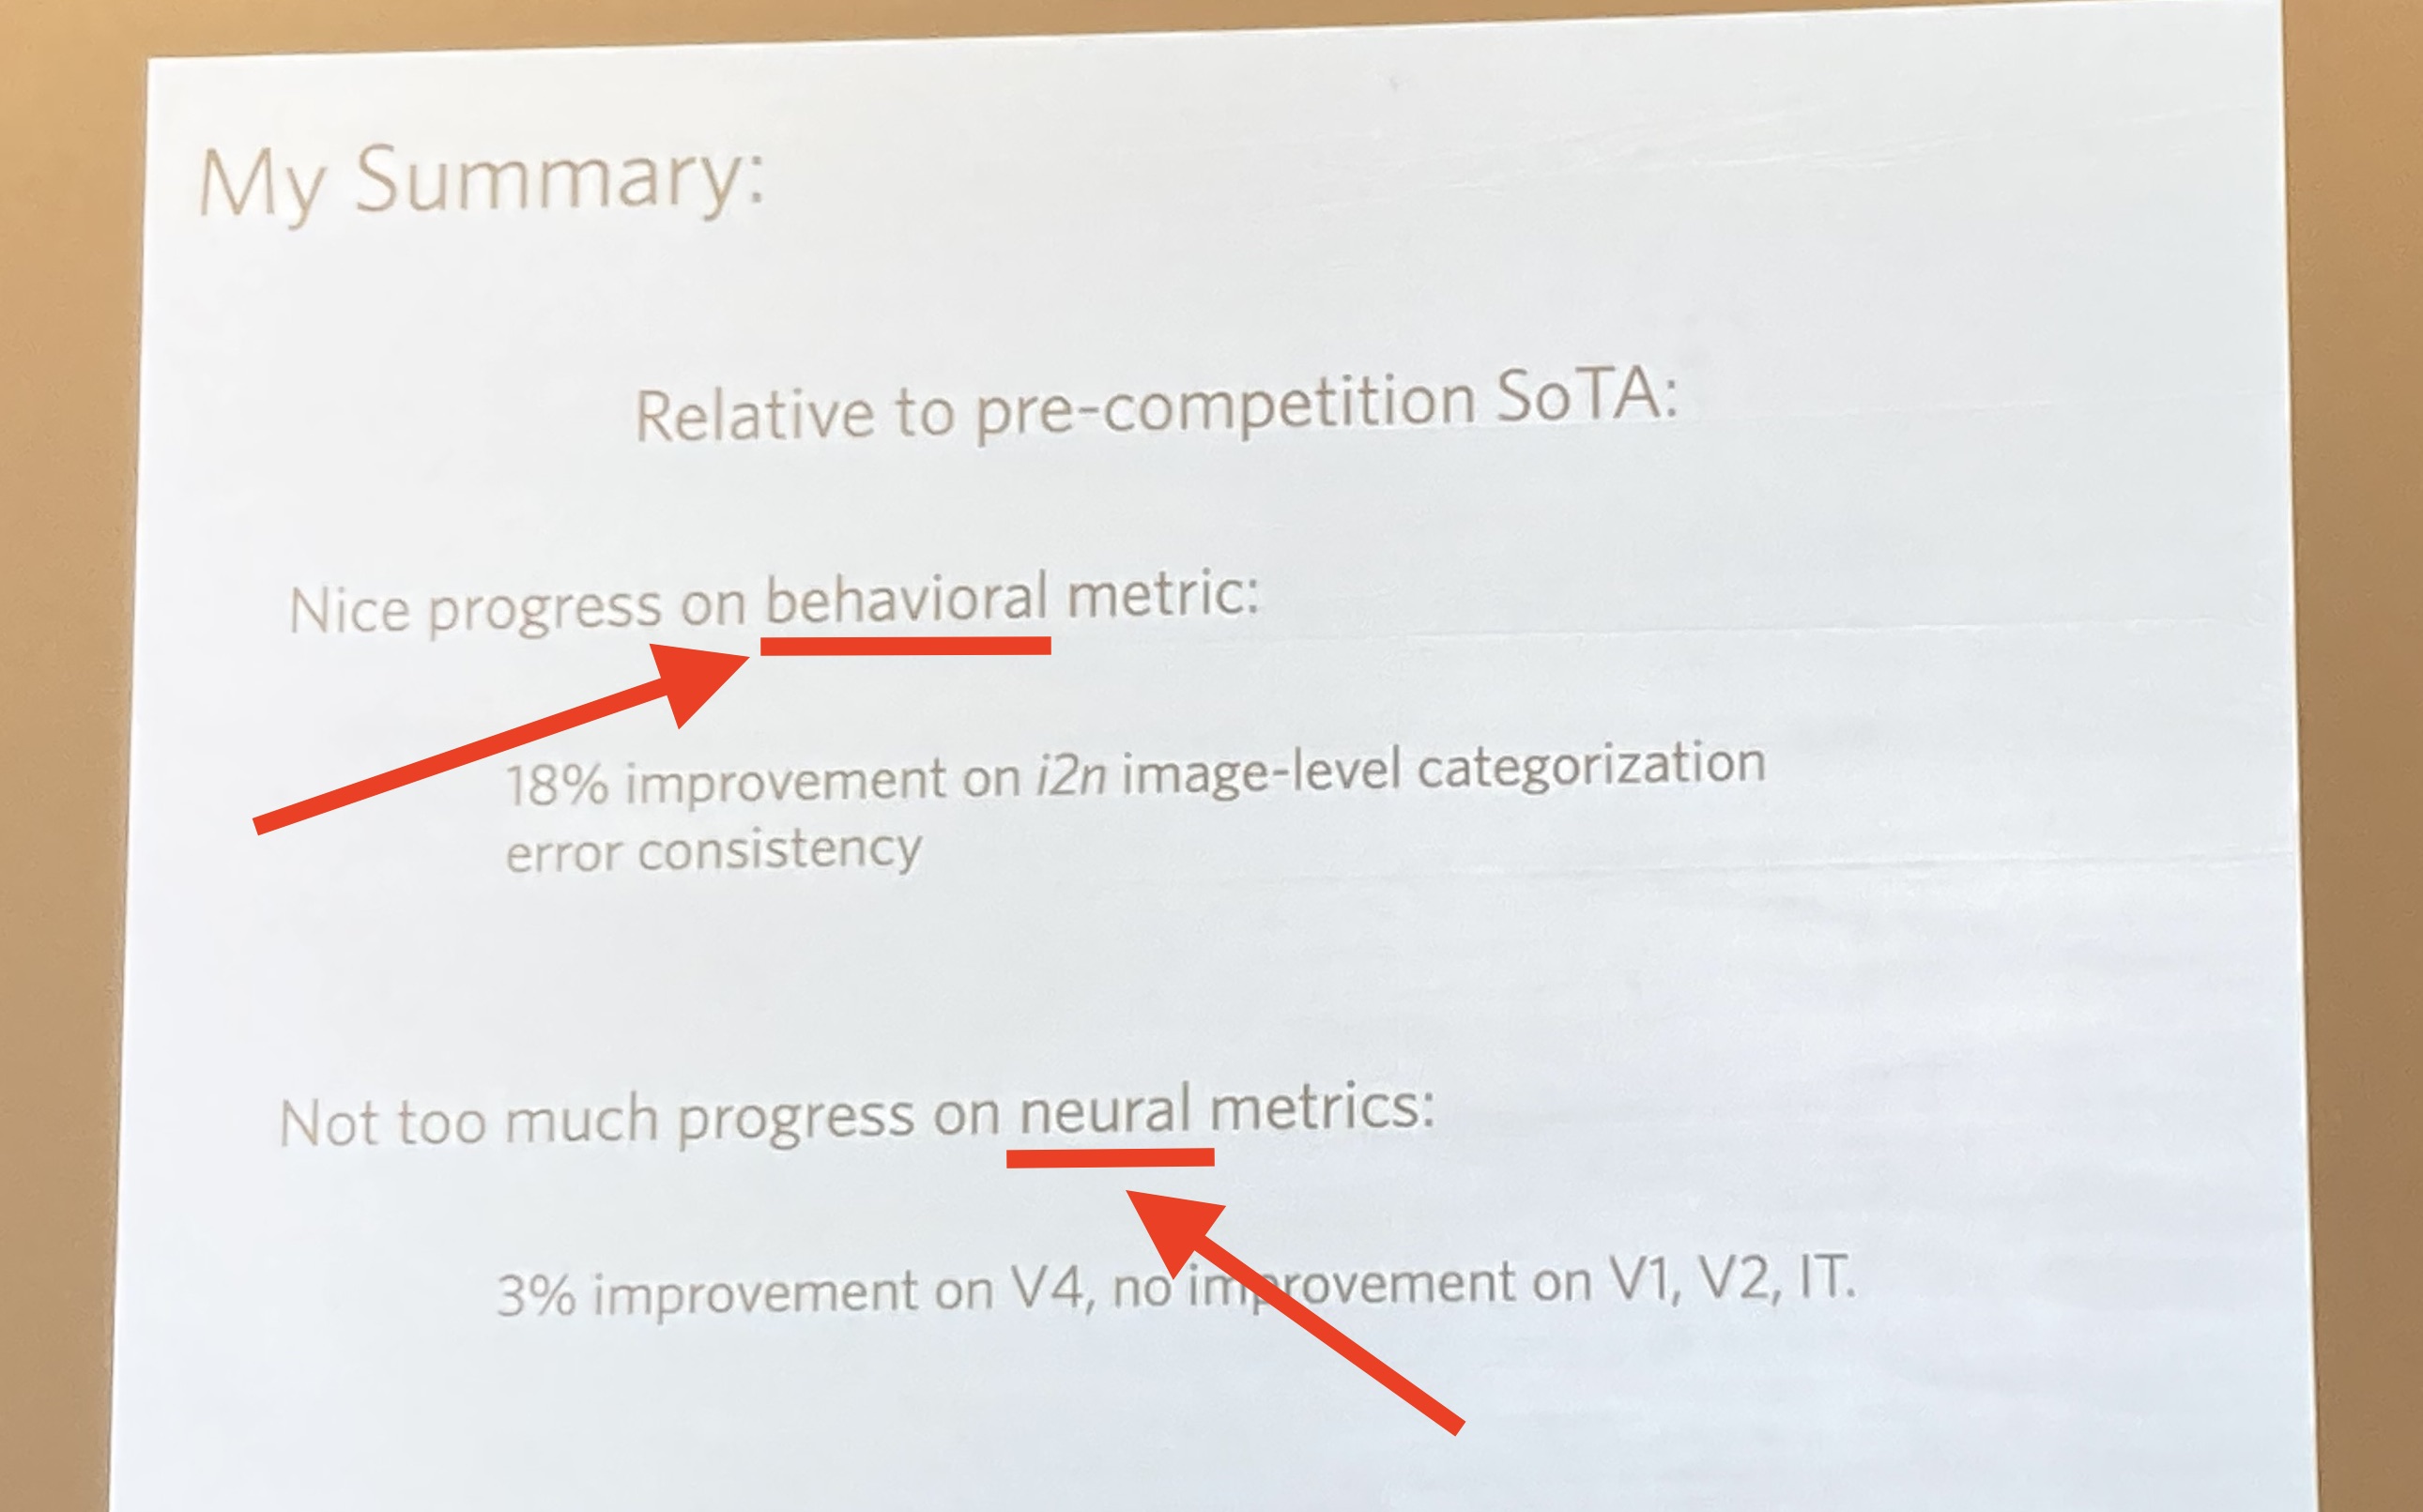 My Summary:
Relative to pre-competition SoTA:
Nice progress on behavioral metric:
18% improvement on i2n image-level categorization
error consistency
Not too much progress on neural metrics:
3% improvement on V4, no improvement on V1, V2, IT.